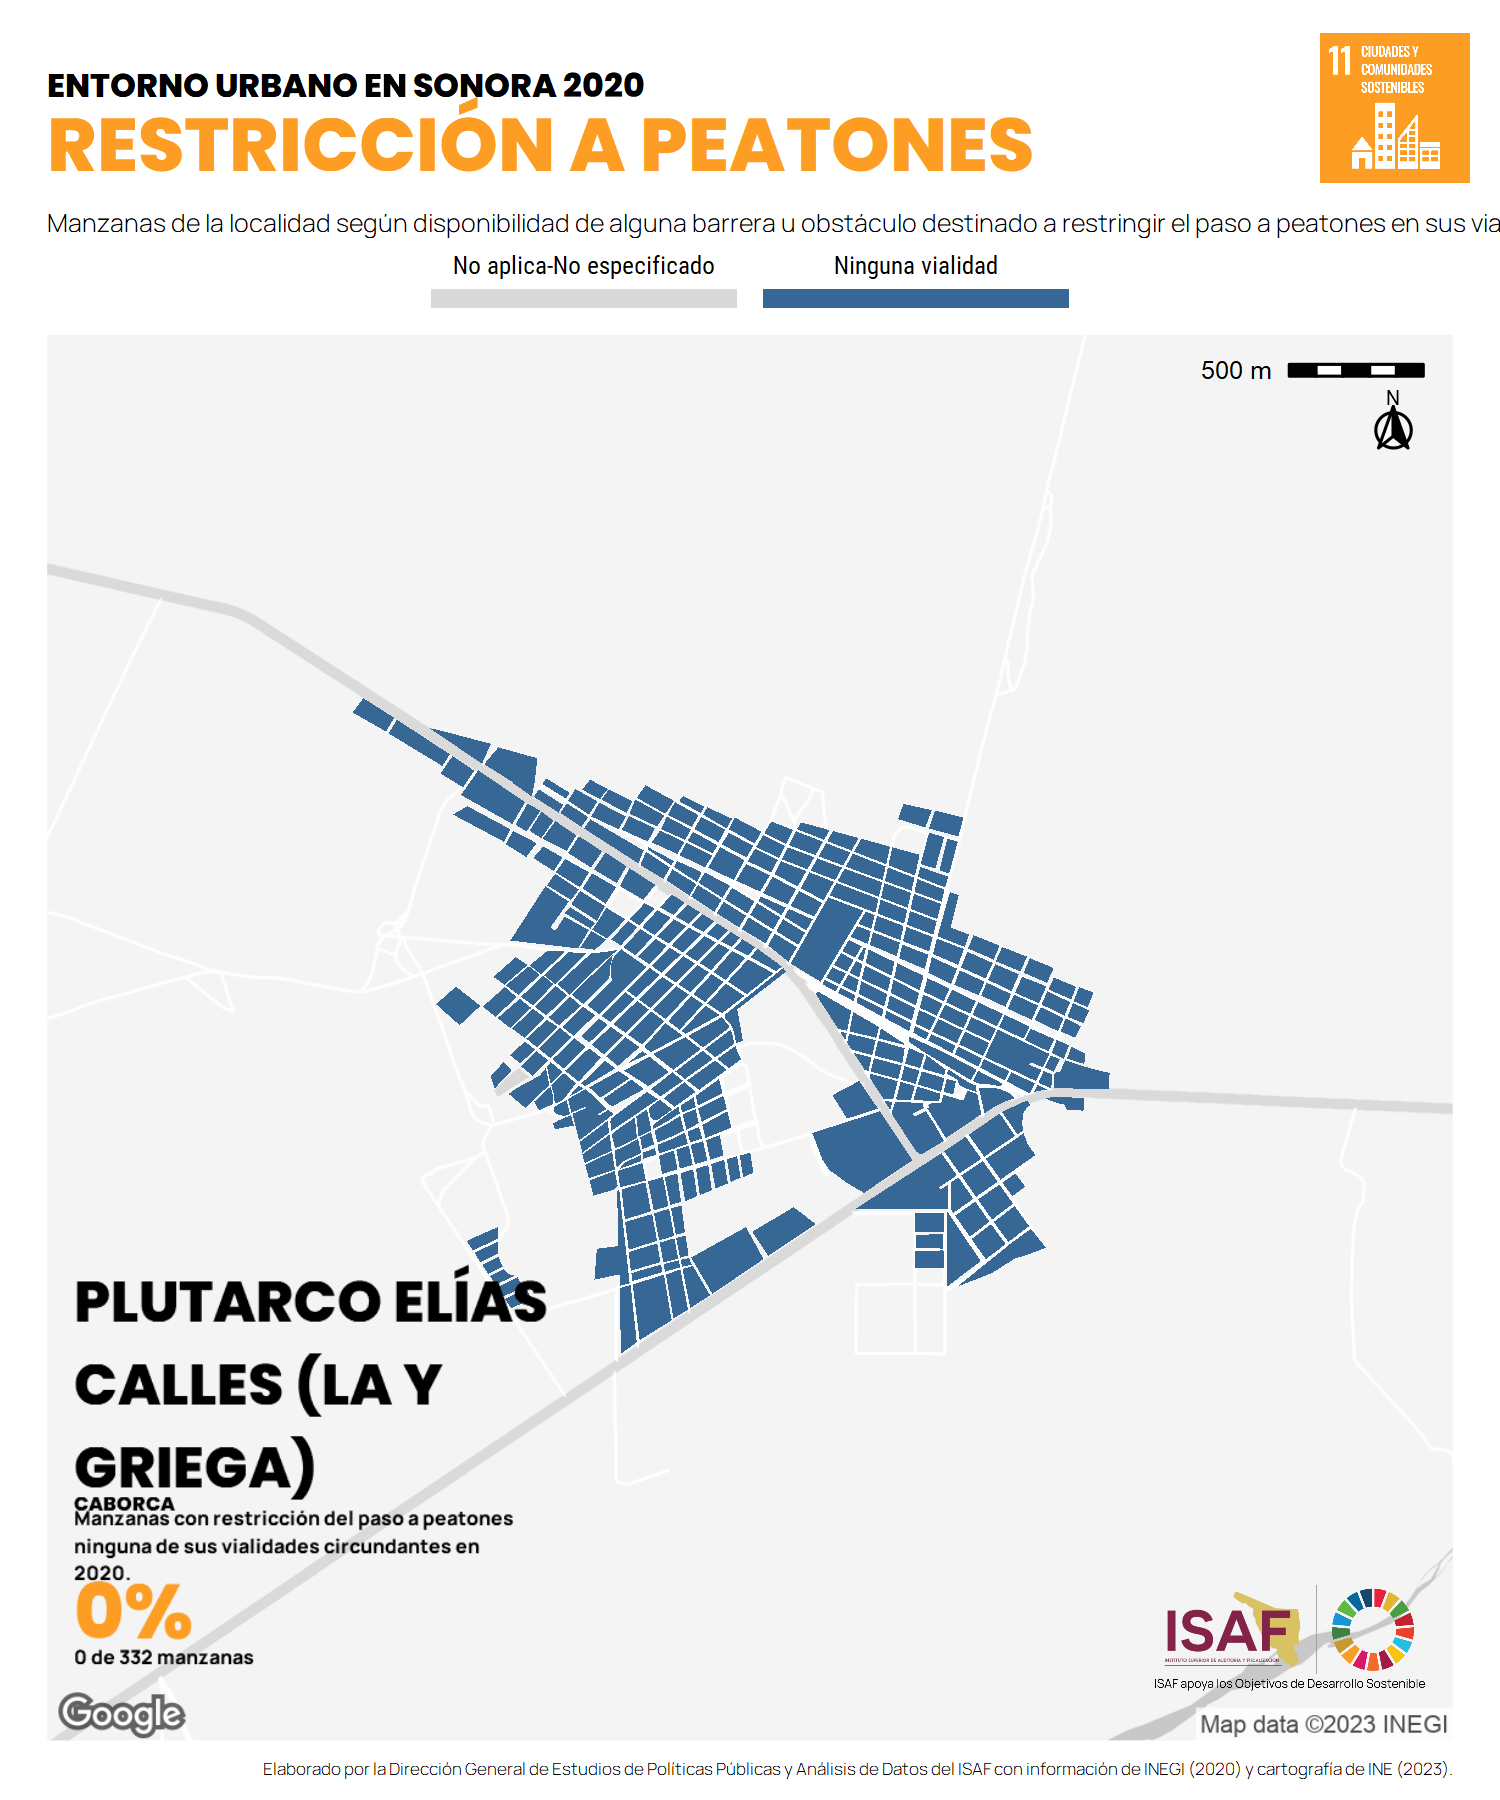 ENTORNO URBANO EN SONORA 2020
RESTRICCIÓN A PEATONES
11 CIUDADES Y
COMUNIDADES
SOSTENIBLES
Manzanas de la localidad según disponibilidad de alguna barrera u obstáculo destinado a restringir el paso a peatones en sus via
No aplica-No especificado
Ninguna vialidad
500 m
N
PLUTARCO ELÍAS
CALLES (LA Y
GRIEGA)
CABORCA
Manzanas con restricción del paso a peatones
ninguna de sus vialidades circundantes en
2020.
0%
0 de 332 manzanas
ISAF
INSTITUTO SUPERIOR DE AUDITORÍA Y FISCALIZACIÓN
ISAF apoya los Objetivos de Desarrollo Sostenible
Google
Map data ©2023 INEGI
Elaborado por la Dirección General de Estudios de Políticas Públicas y Análisis de Datos del ISAF con información de INEGI (2020) y cartografía de INE (2023).